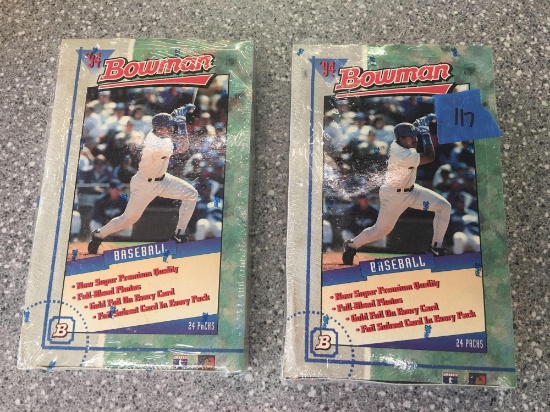 '94
Bowman
BASEBALL
• Now Super Premium Quality
• Full-Bleed Photos
• Gold Foil On Every Card
• Foil Subset Card In Every Pack
B
24 PACKS
'94
Bowman
117
BASEBALL
• Now Super Premium Quality
• Full-Bleed Photos
• Gold Foil On Every Card
• Foil Subset Card In Every Pack
B
24 PACKS